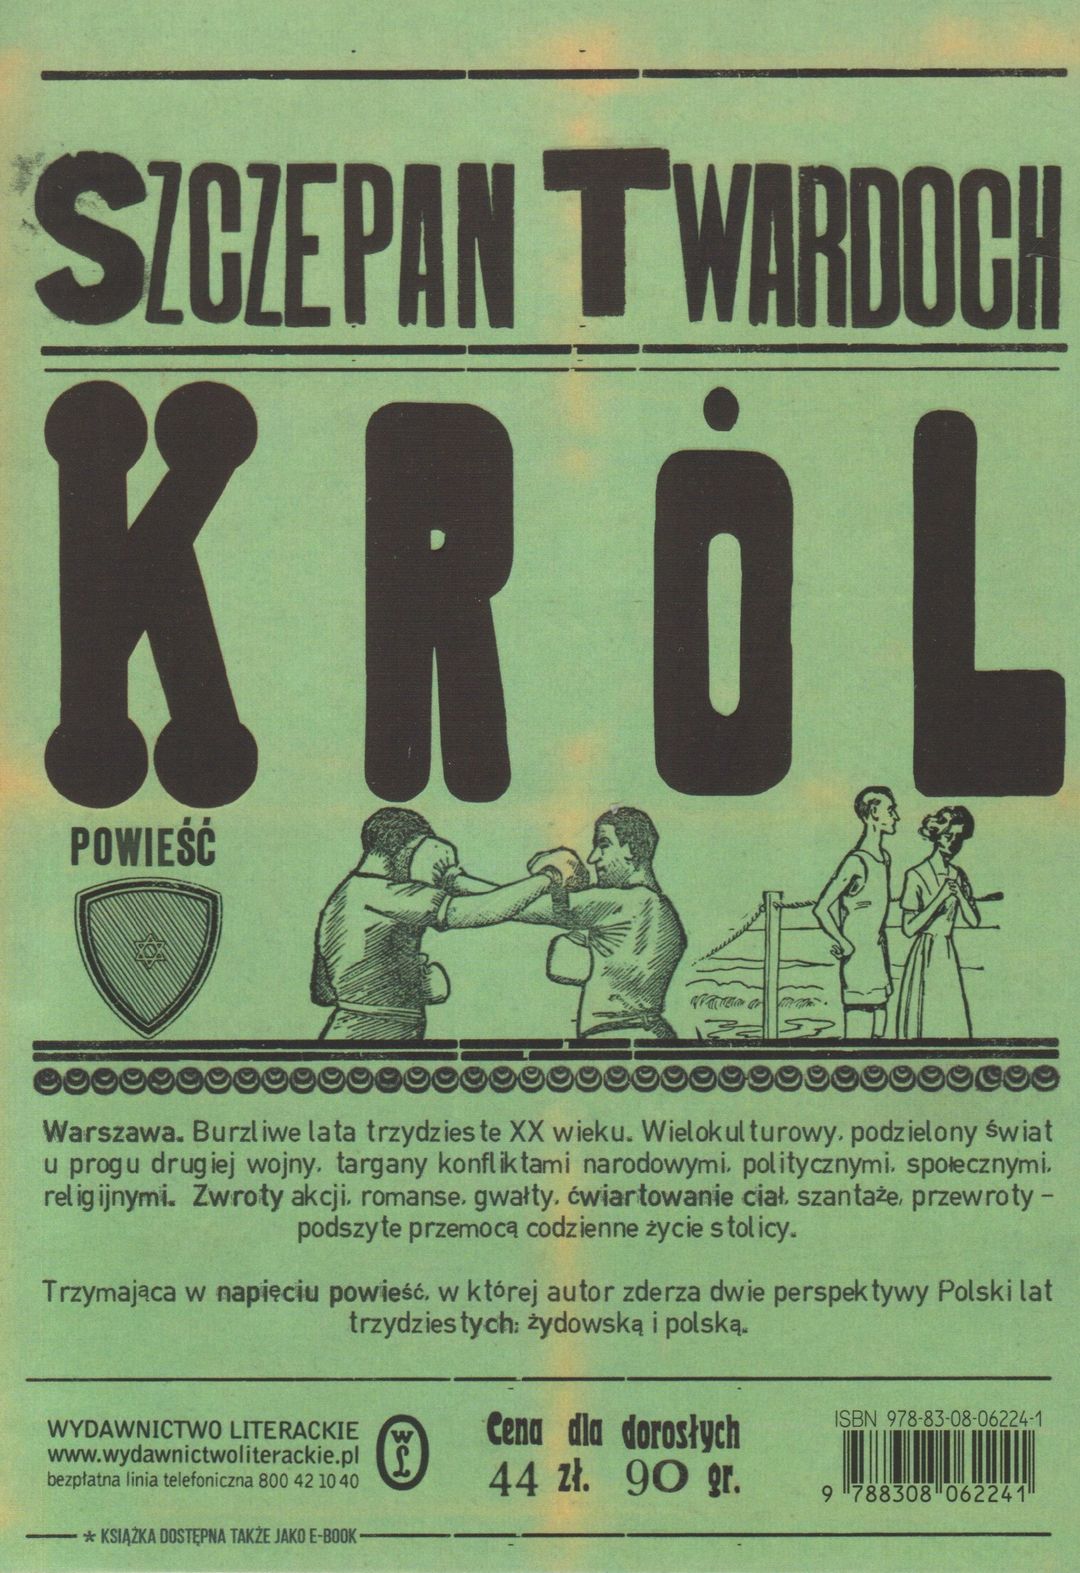 SZCZEPAN TWARDOCH
KRÓL
POWIEŚĆ
Warszawa. Burzliwe lata trzydzieste XX wieku. Wielokulturowy, podzielony świat
u progu drugiej wojny, targany konfliktami narodowymi, politycznymi, społecznymi,
religijnymi. Zwroty akcji, romanse, gwałty, ćwiartowanie ciał, szantaże, przewroty –
podszyte przemocą codzienne życie stolicy.
Trzymająca w napięciu powieść, w której autor zderza dwie perspektywy Polski lat
trzydziestych: żydowską i polską.
WYDAWNICTWO LITERACKIE
www.wydawnictwoliterackie.pl
bezpłatna linia telefoniczna 800 42 10 40
WL
Cena dla dorosłych
44 zł. 90 gr.
ISBN 978-83-08-06224-1
9 788308 062241
* KSIĄŻKA DOSTĘPNA TAKŻE JAKO E-BOOK